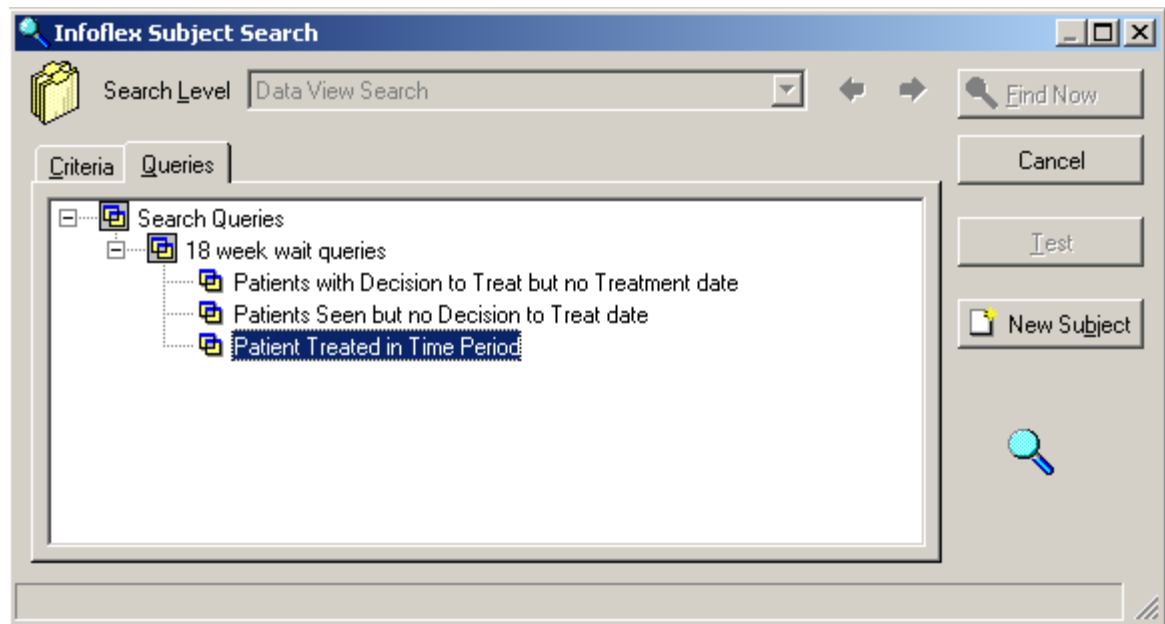 Infoflex Subject Search
Search Level Data View Search
Find Now
Criteria Queries
Cancel
Search Queries
18 week wait queries
Test
Patients with Decision to Treat but no Treatment date
Patients Seen but no Decision to Treat date
New Subject
Patient Treated in Time Period